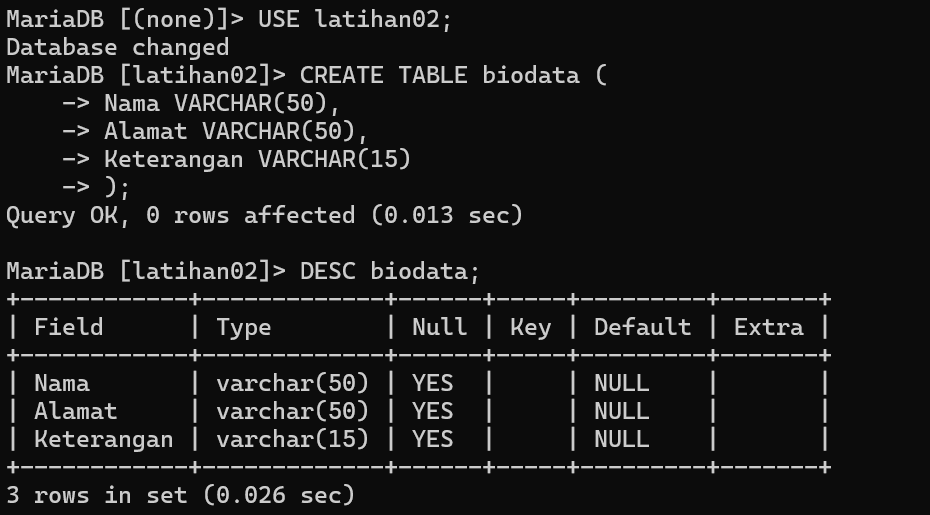 MariaDB [(none)]> USE latihan02;
Database changed
MariaDB [latihan02]> CREATE TABLE biodata (
    -> Nama VARCHAR(50),
    -> Alamat VARCHAR(50),
    -> Keterangan VARCHAR(15)
    -> );
Query OK, 0 rows affected (0.013 sec)

MariaDB [latihan02]> DESC biodata;
+------------+-------------+------+-----+---------+-------+
| Field      | Type        | Null | Key | Default | Extra |
+------------+-------------+------+-----+---------+-------+
| Nama       | varchar(50) | YES  |     | NULL    |       |
| Alamat     | varchar(50) | YES  |     | NULL    |       |
| Keterangan | varchar(15) | YES  |     | NULL    |       |
+------------+-------------+------+-----+---------+-------+
3 rows in set (0.026 sec)